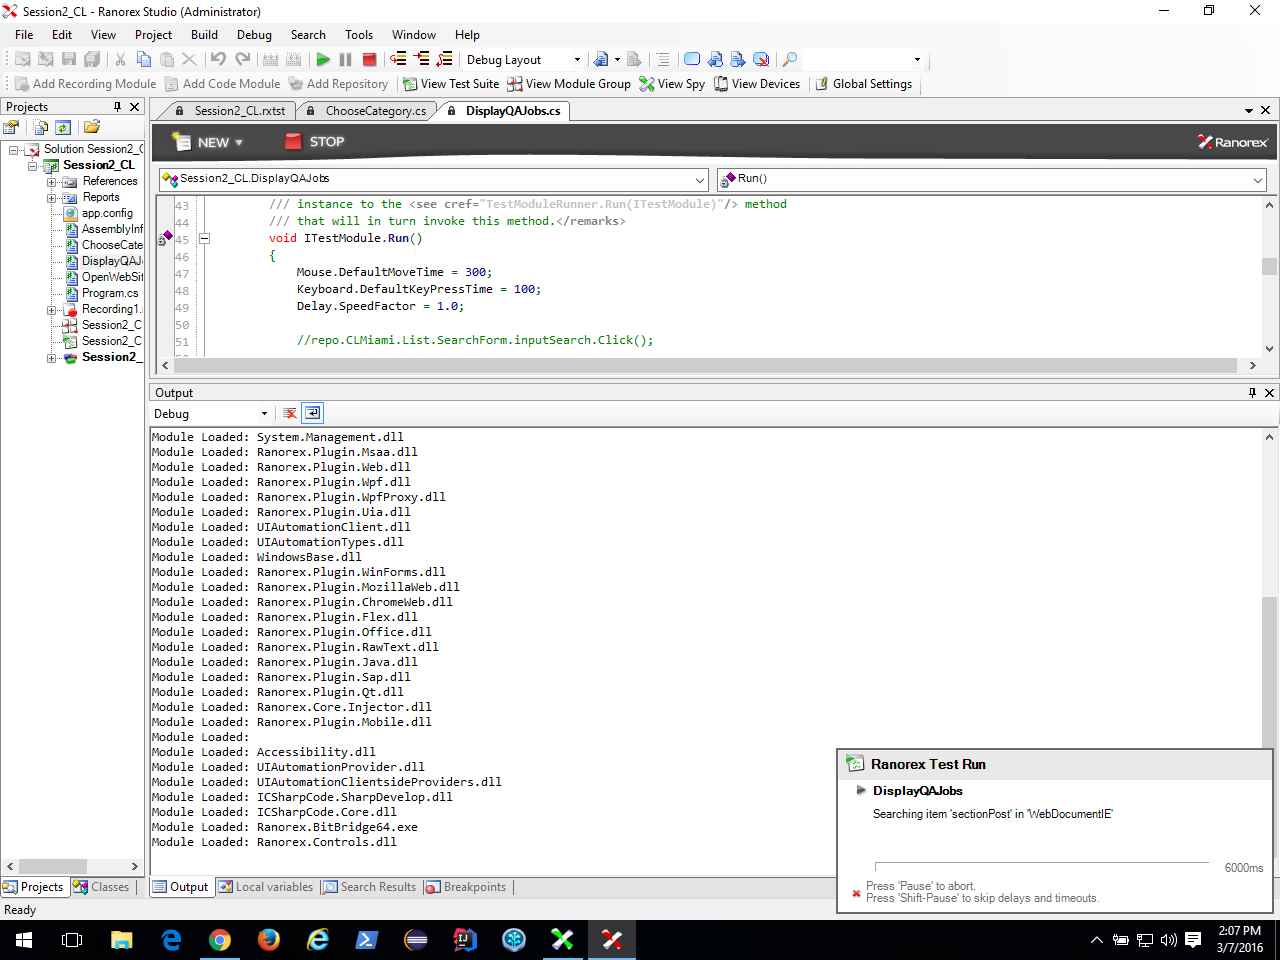 Session2_CL - Ranorex Studio (Administrator)
File Edit View Project Build Debug Search Tools Window Help
Debug Layout
Add Recording Module Add Code Module Add Repository View Test Suite View Module Group View Spy View Devices Global Settings
Projects
Session2_CL.rxtst ChooseCategory.cs DisplayQAJobs.cs
NEW STOP Ranorex
Solution Session2_C
Session2_CL
References
Reports
app.config
AssemblyInf
ChooseCate
DisplayQAJ
OpenWebSit
Program.cs
Recording1.
Session2_C
Session2_C
Session2_
Session2_CL.DisplayQAJobs Run()
43 /// instance to the <see cref="TestModuleRunner.Run(ITestModule)"/> method
44 /// that will in turn invoke this method.</remarks>
45 void ITestModule.Run()
46 {
47 Mouse.DefaultMoveTime = 300;
48 Keyboard.DefaultKeyPressTime = 100;
49 Delay.SpeedFactor = 1.0;
50
51 //repo.CLMiami.List.SearchForm.inputSearch.Click();
Output
Debug
Module Loaded: System.Management.dll
Module Loaded: Ranorex.Plugin.Msaa.dll
Module Loaded: Ranorex.Plugin.Web.dll
Module Loaded: Ranorex.Plugin.Wpf.dll
Module Loaded: Ranorex.Plugin.WpfProxy.dll
Module Loaded: Ranorex.Plugin.Uia.dll
Module Loaded: UIAutomationClient.dll
Module Loaded: UIAutomationTypes.dll
Module Loaded: WindowsBase.dll
Module Loaded: Ranorex.Plugin.WinForms.dll
Module Loaded: Ranorex.Plugin.MozillaWeb.dll
Module Loaded: Ranorex.Plugin.ChromeWeb.dll
Module Loaded: Ranorex.Plugin.Flex.dll
Module Loaded: Ranorex.Plugin.Office.dll
Module Loaded: Ranorex.Plugin.RawText.dll
Module Loaded: Ranorex.Plugin.Java.dll
Module Loaded: Ranorex.Plugin.Sap.dll
Module Loaded: Ranorex.Plugin.Qt.dll
Module Loaded: Ranorex.Core.Injector.dll
Module Loaded: Ranorex.Plugin.Mobile.dll
Module Loaded:
Module Loaded: Accessibility.dll
Module Loaded: UIAutomationProvider.dll
Module Loaded: UIAutomationClientsideProviders.dll
Module Loaded: ICSharpCode.SharpDevelop.dll
Module Loaded: ICSharpCode.Core.dll
Module Loaded: Ranorex.BitBridge64.exe
Module Loaded: Ranorex.Controls.dll
Ranorex Test Run
DisplayQAJobs
Searching item 'sectionPost' in 'WebDocumentIE'
6000ms
Press 'Pause' to abort.
Press 'Shift-Pause' to skip delays and timeouts.
Projects Classes Output Local variables Search Results Breakpoints
Ready
2:07 PM
3/7/2016